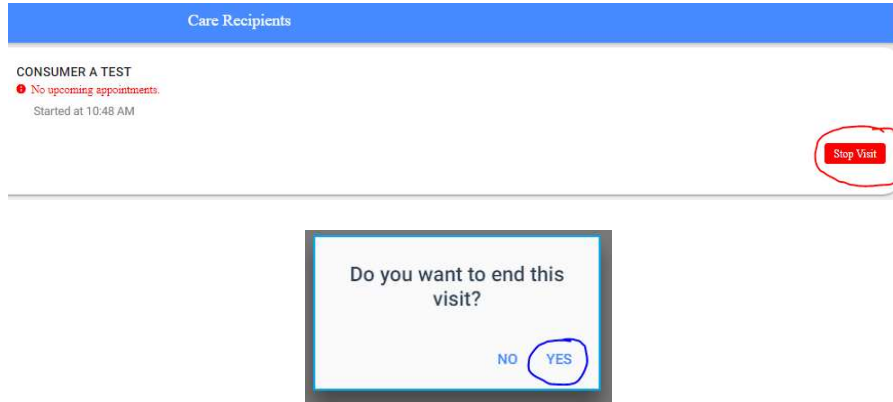 Care Recipients
CONSUMER A TEST
No upcoming appointments.
Started at 10:48 AM
Stop Visit
Do you want to end this
visit?
NO YES